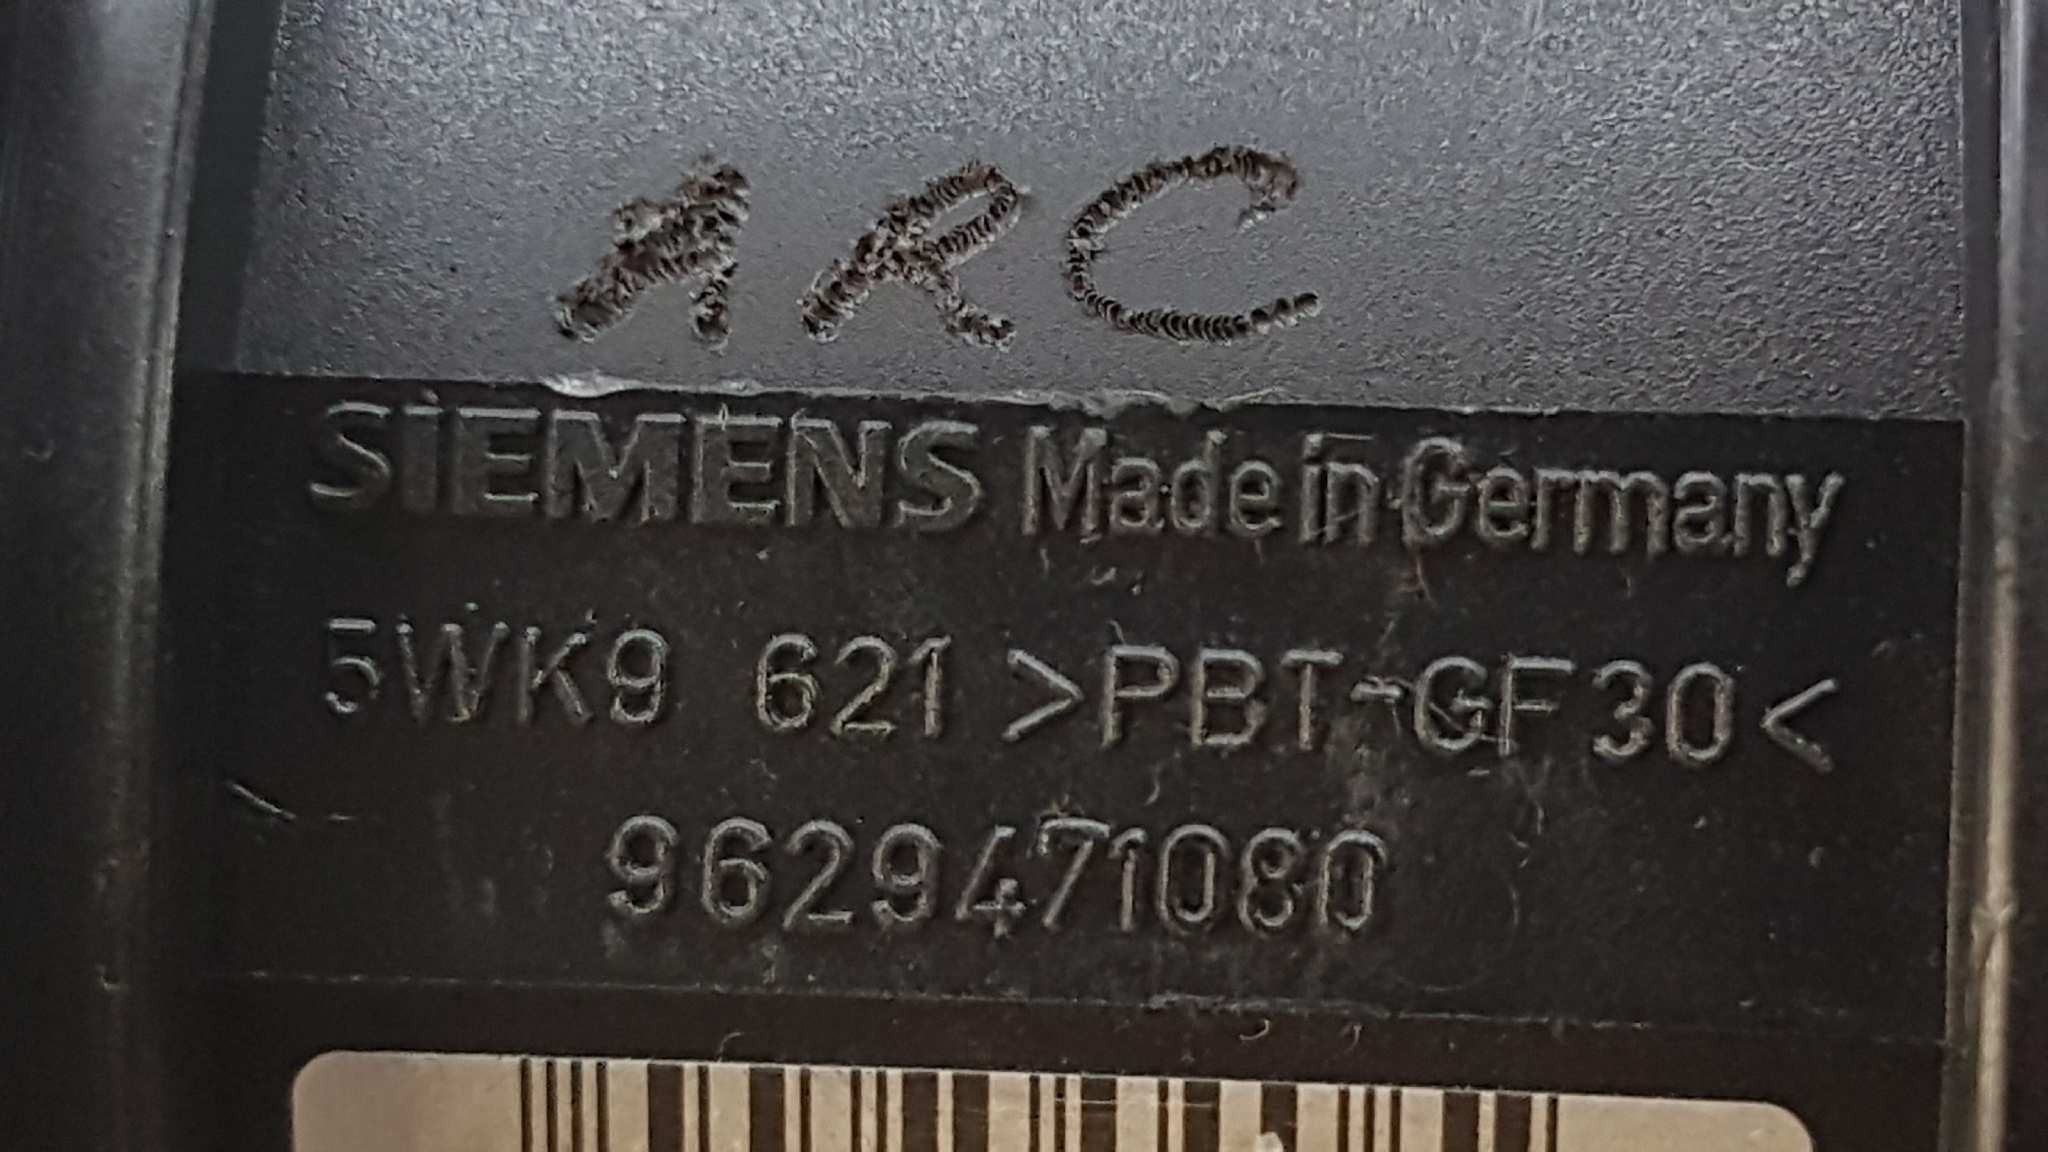 ARC
SIEMENS Made in Germany
5WK9 621 >PBT-GF30<
9629471080